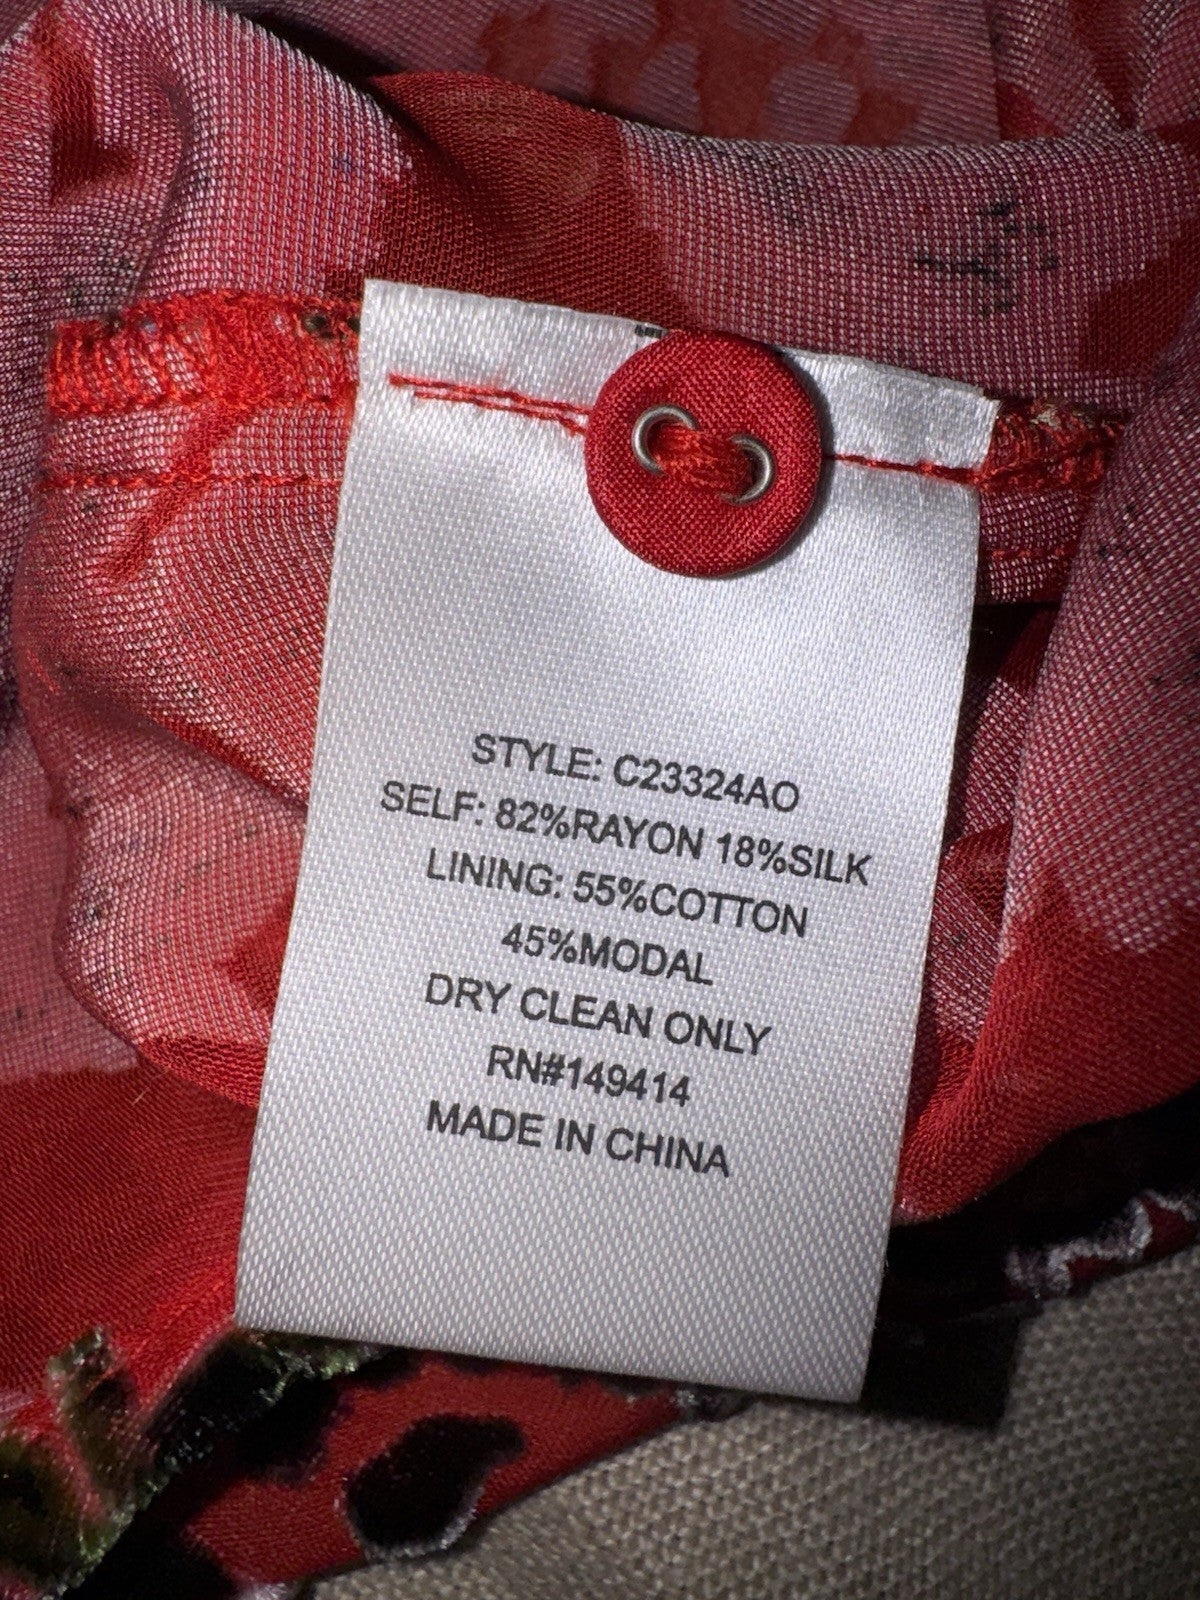 STYLE: C23324AO
SELF: 82%RAYON 18%SILK
LINING: 55%COTTON
45%MODAL
DRY CLEAN ONLY
RN#149414
MADE IN CHINA